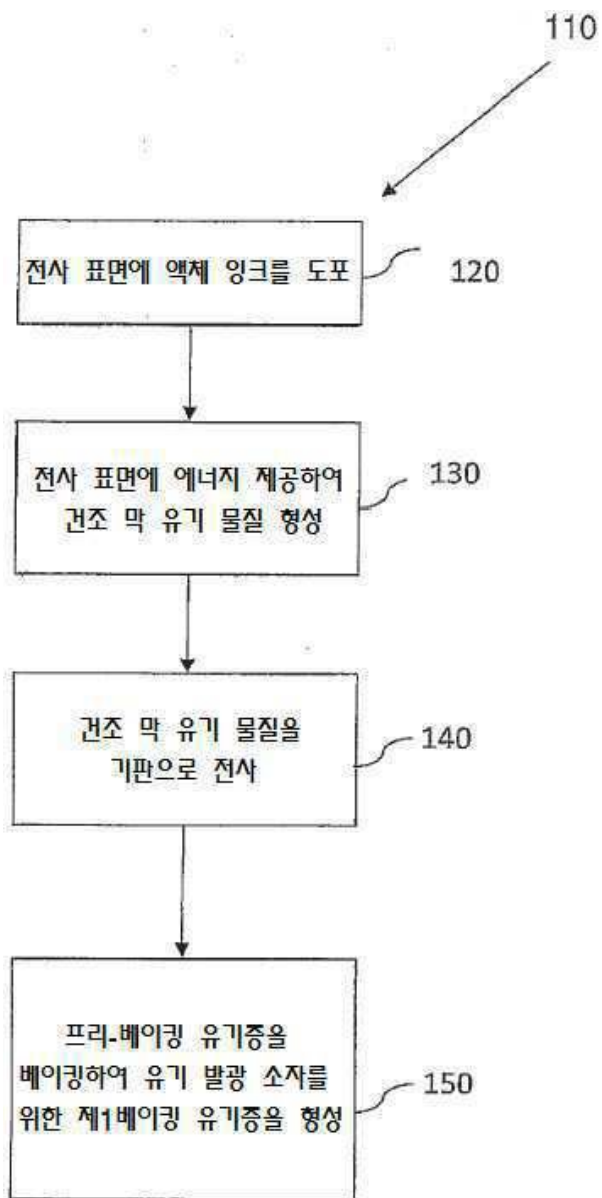 110
전사 표면에 액체 잉크를 도포
120
전사 표면에 에너지 제공하여
건조 막 유기 물질 형성
130
건조 막 유기 물질을
기판으로 전사
140
프리-베이킹 유기층을
베이킹하여 유기 발광 소자를
위한 제1베이킹 유기층을 형성
150